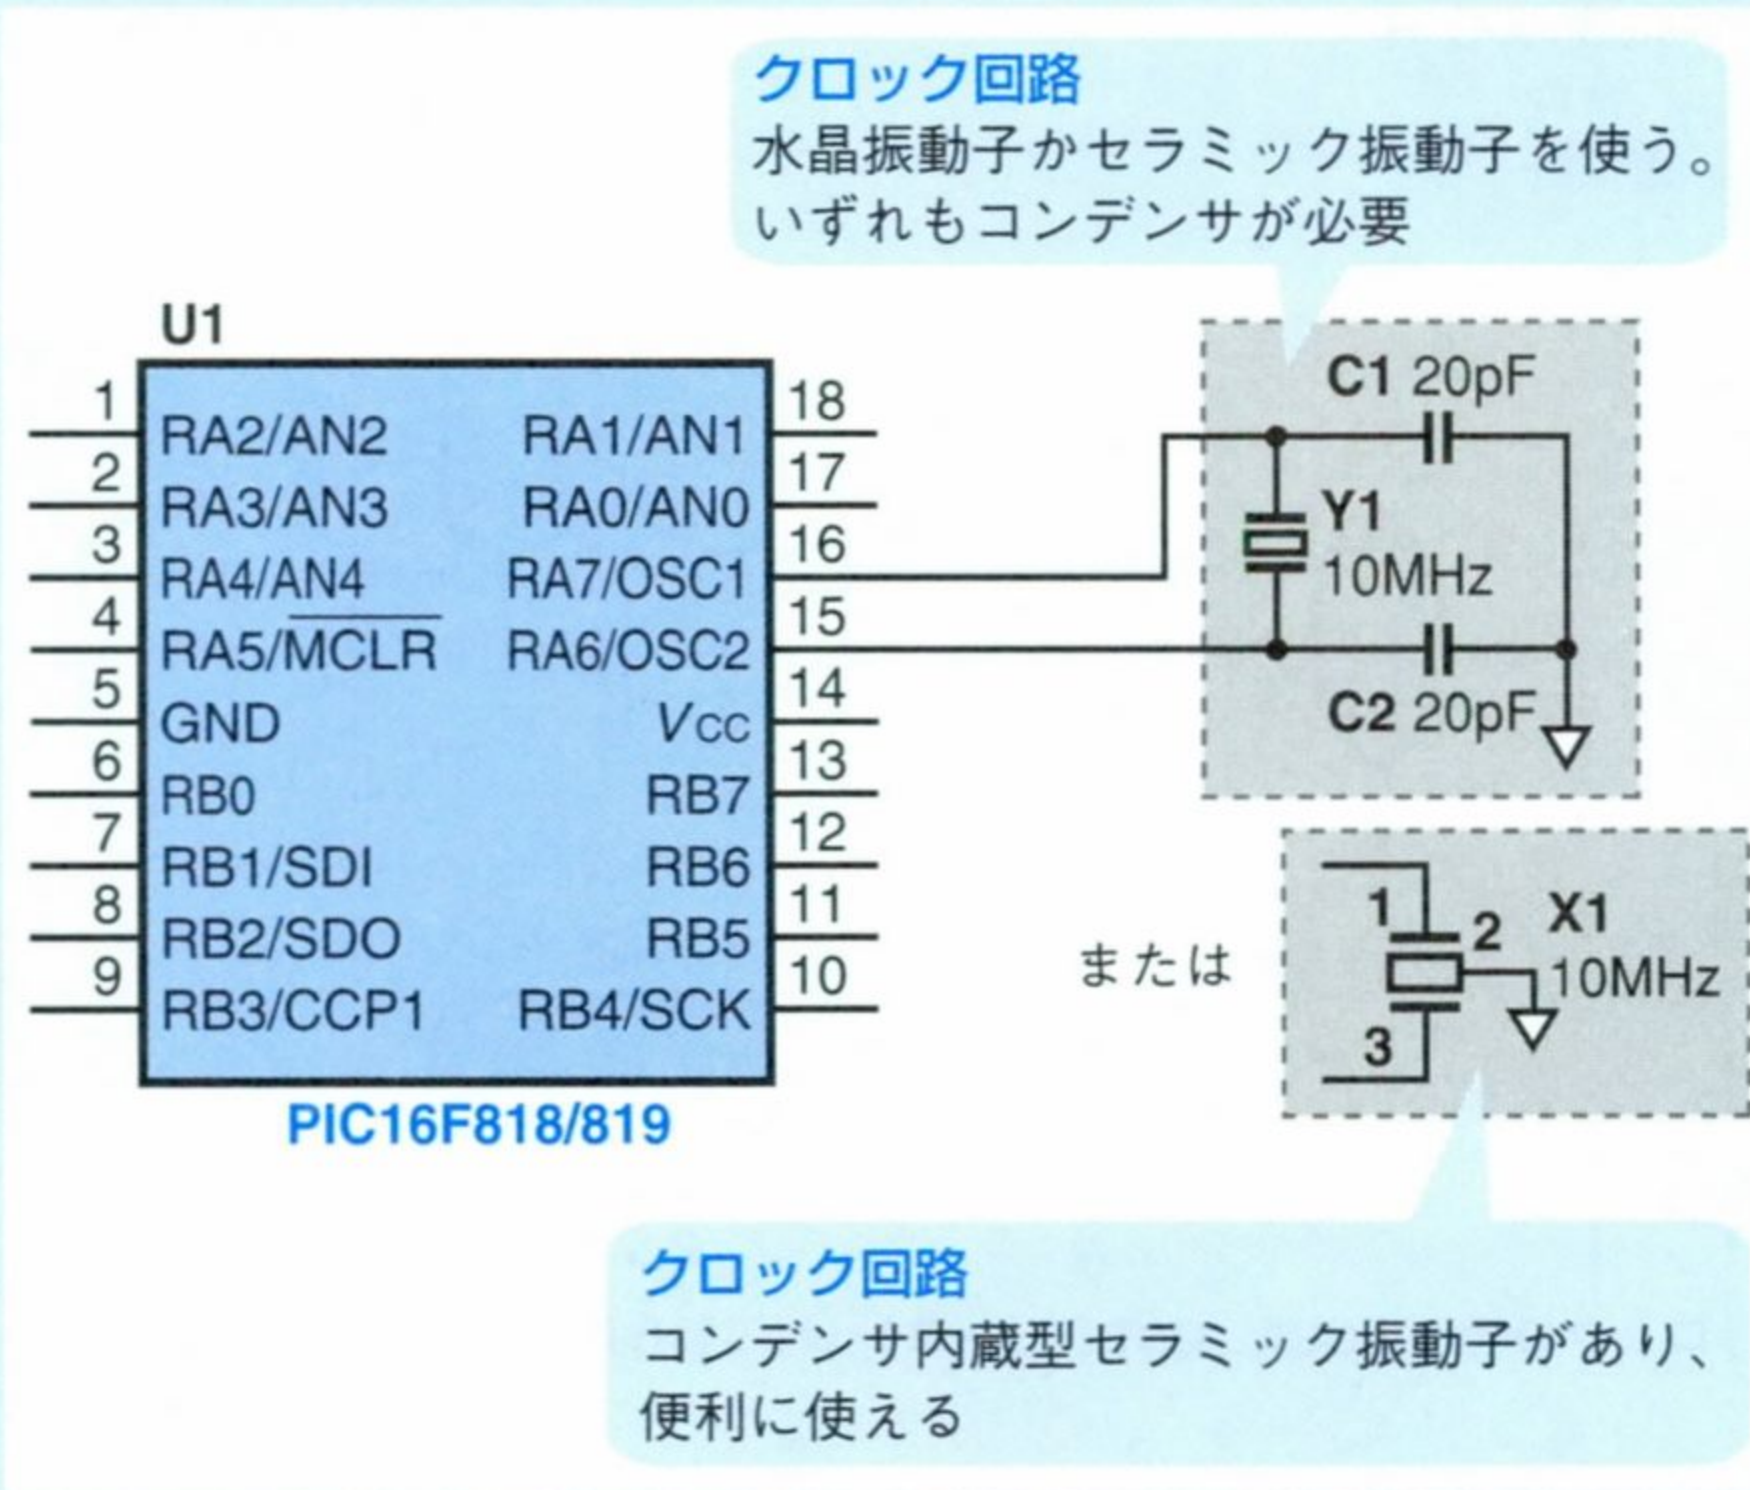 クロック回路
水晶振動子かセラミック振動子を使う。
いずれもコンデンサが必要
U1
1 RA2/AN2 RA1/AN1 18
2 RA3/AN3 RA0/AN0 17
3 RA4/AN4 RA7/OSC1 16
4 RA5/MCLR RA6/OSC2 15
5 GND VCC 14
6 RB0 RB7 13
7 RB1/SDI RB6 12
8 RB2/SDO RB5 11
9 RB3/CCP1 RB4/SCK 10
PIC16F818/819
C1 20pF
Y1
10MHz
C2 20pF
または
1
2
3
X1
10MHz
クロック回路
コンデンサ内蔵型セラミック振動子があり、
便利に使える